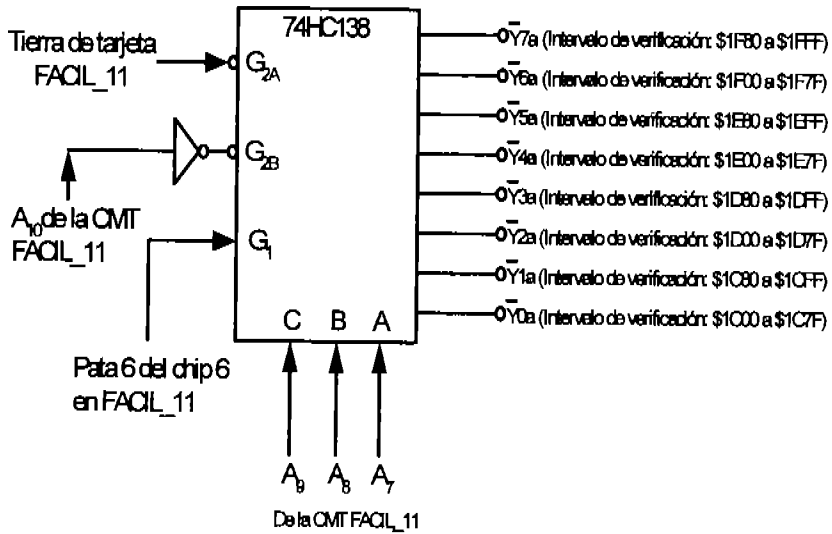 74HC138
Tierra de tarjeta
FACIL_11
G2A
G2B
A10 de la CMT
FACIL_11
G1
Pata 6 del chip 6
en FACIL_11
C B A
A9 A8 A7
De la CMT FACIL_11
Y7a (Intervalo de verificación: $1F80 a $1FFF)
Y6a (Intervalo de verificación: $1F00 a $1F7F)
Y5a (Intervalo de verificación: $1E80 a $1EFF)
Y4a (Intervalo de verificación: $1E00 a $1E7F)
Y3a (Intervalo de verifilcación: $1D80 a $1DFF)
Y2a (Intervalo de verificación: $1D00 a $1D7F)
Y1a (Intervalo de verificación: $1C80 a $1CFF)
Y0a (Intervalo de verificación: $1C00 a $1C7F)